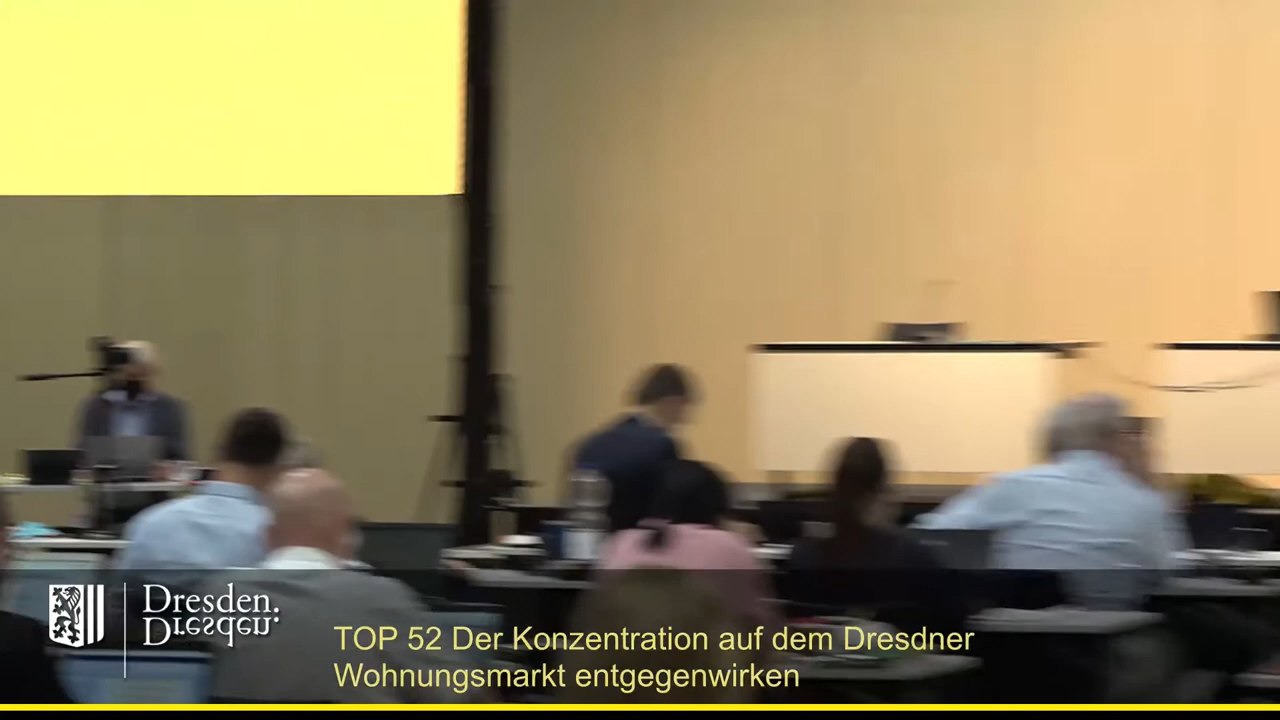 Dresden.
Dresden.
TOP 52 Der Konzentration auf dem Dresdner
Wohnungsmarkt entgegenwirken